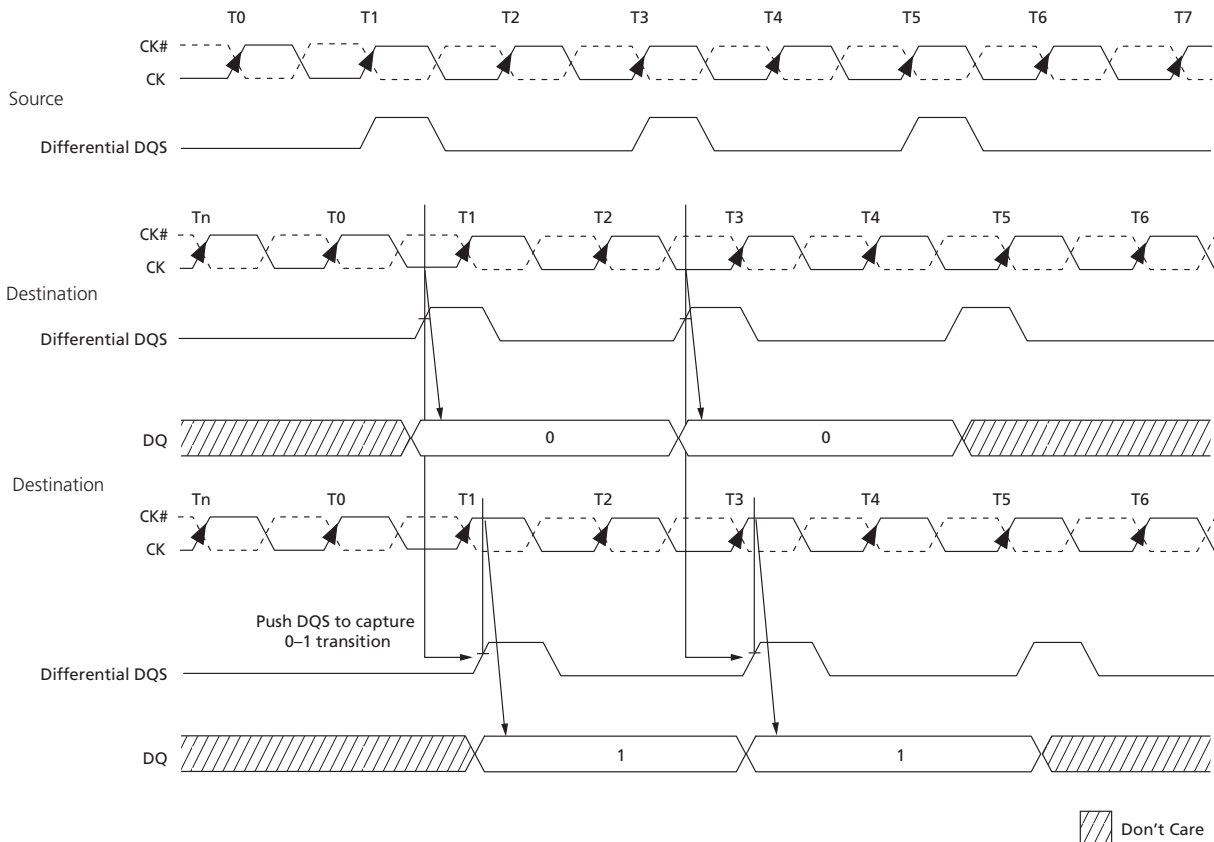 T0 T1 T2 T3 T4 T5 T6 T7
CK#
CK
Source
Differential DQS
Tn T0 T1 T2 T3 T4 T5 T6
CK#
CK
Destination
Differential DQS
DQ 0 0
Destination
Tn T0 T1 T2 T3 T4 T5 T6
CK#
CK
Push DQS to capture
0–1 transition
Differential DQS
DQ 1 1
Don't Care